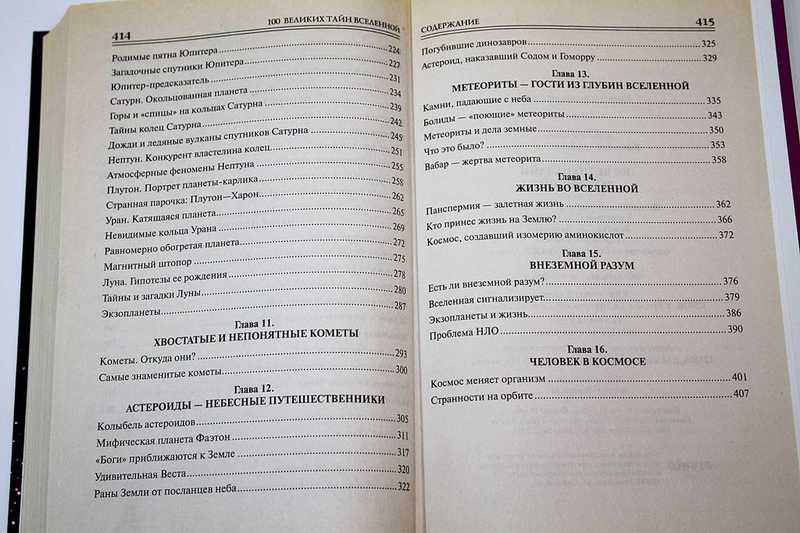 414
100 ВЕЛИКИХ ТАЙН ВСЕЛЕННОЙ
Родимые пятна Юпитера 224
Загадочные спутники Юпитера 227
Юпитер-предсказатель 231
Сатурн. Окольцованная планета 234
Горы и «спицы» на кольцах Сатурна 239
Тайны колец Сатурна 242
Дожди и ледяные вулканы спутников Сатурна 245
Нептун. Конкурент властелина колец 251
Атмосферные феномены Нептуна 255
Плутон. Портрет планеты-карлика 258
Странная парочка: Плутон—Харон 262
Уран. Катящаяся планета 265
Невидимые кольца Урана 269
Равномерно обогретая планета 272
Магнитный штопор 275
Луна. Гипотезы ее рождения 278
Тайны и загадки Луны 280
Экзопланеты 287
Глава 11.
ХВОСТАТЫЕ И НЕПОНЯТНЫЕ КОМЕТЫ
Кометы. Откуда они? 293
Самые знаменитые кометы 300
Глава 12.
АСТЕРОИДЫ — НЕБЕСНЫЕ ПУТЕШЕСТВЕННИКИ
Колыбель астероидов 305
Мифическая планета Фаэтон 311
«Боги» приближаются к Земле 317
Удивительная Веста 320
Раны Земли от посланцев неба 322
СОДЕРЖАНИЕ
415
Погубившие динозавров 325
Астероид, наказавший Содом и Гоморру 329
Глава 13.
МЕТЕОРИТЫ — ГОСТИ ИЗ ГЛУБИН ВСЕЛЕННОЙ
Камни, падающие с неба 335
Болиды — «поющие» метеориты 343
Метеориты и дела земные 350
Что это было? 353
Вабар — жертва метеорита 358
Глава 14.
ЖИЗНЬ ВО ВСЕЛЕННОЙ
Панспермия — залетная жизнь 362
Кто принес жизнь на Землю? 366
Космос, создавший изомерию аминокислот 372
Глава 15.
ВНЕЗЕМНОЙ РАЗУМ
Есть ли внеземной разум? 376
Вселенная сигнализирует 379
Экзопланеты и жизнь 386
Проблема НЛО 390
Глава 16.
ЧЕЛОВЕК В КОСМОСЕ
Космос меняет организм 401
Странности на орбите 407